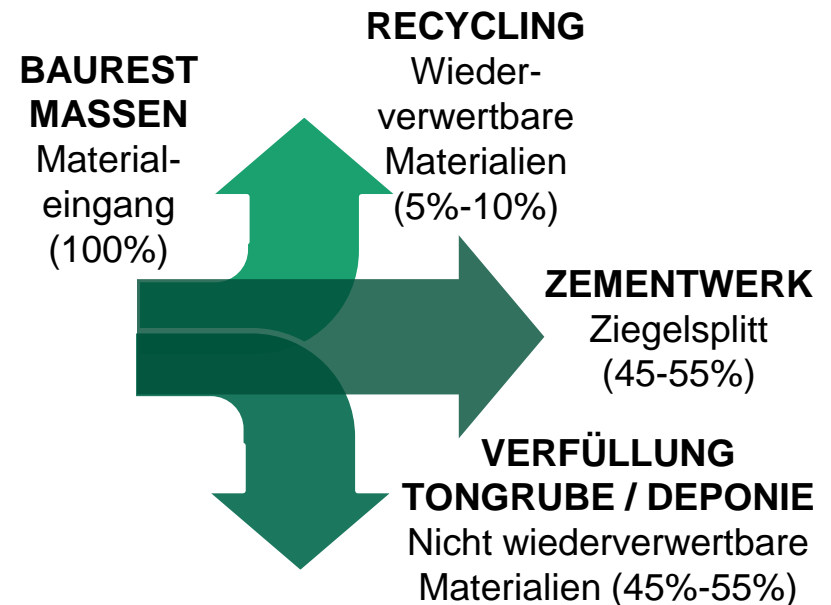 BAUREST
MASSEN
Material-
eingang
(100%)
RECYCLING
Wieder-
verwertbare
Materialien
(5%-10%)
ZEMENTWERK
Ziegelsplitt
(45-55%)
VERFÜLLUNG
TONGRUBE / DEPONIE
Nicht wiederverwertbare
Materialien (45%-55%)